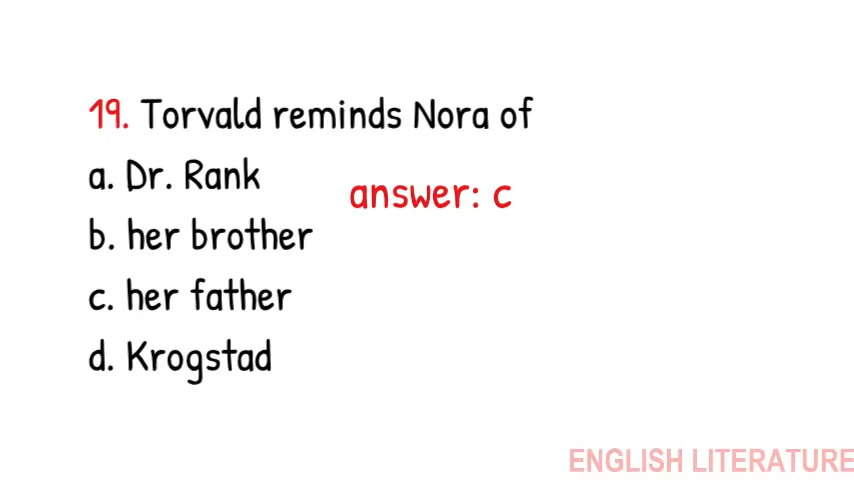 19. Torvald reminds Nora of
a. Dr. Rank
answer: c
b. her brother
c. her father
d. Krogstad
ENGLISH LITERATURE